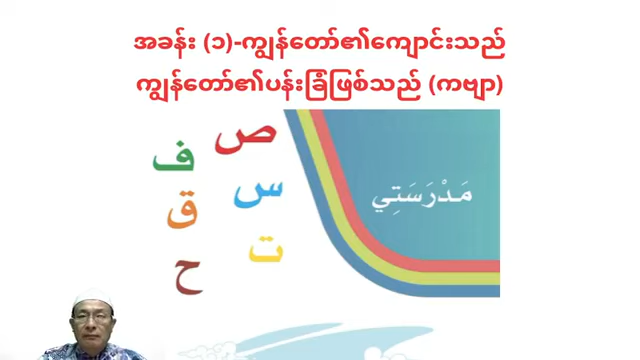 အခန်း (၁)-ကျွန်တော်၏ကျောင်းသည်
ကျွန်တော်၏ပန်းခြံဖြစ်သည် (ကဗျာ)
ص
ف
س
ق
ت
ح
مَدْرَسَتِي